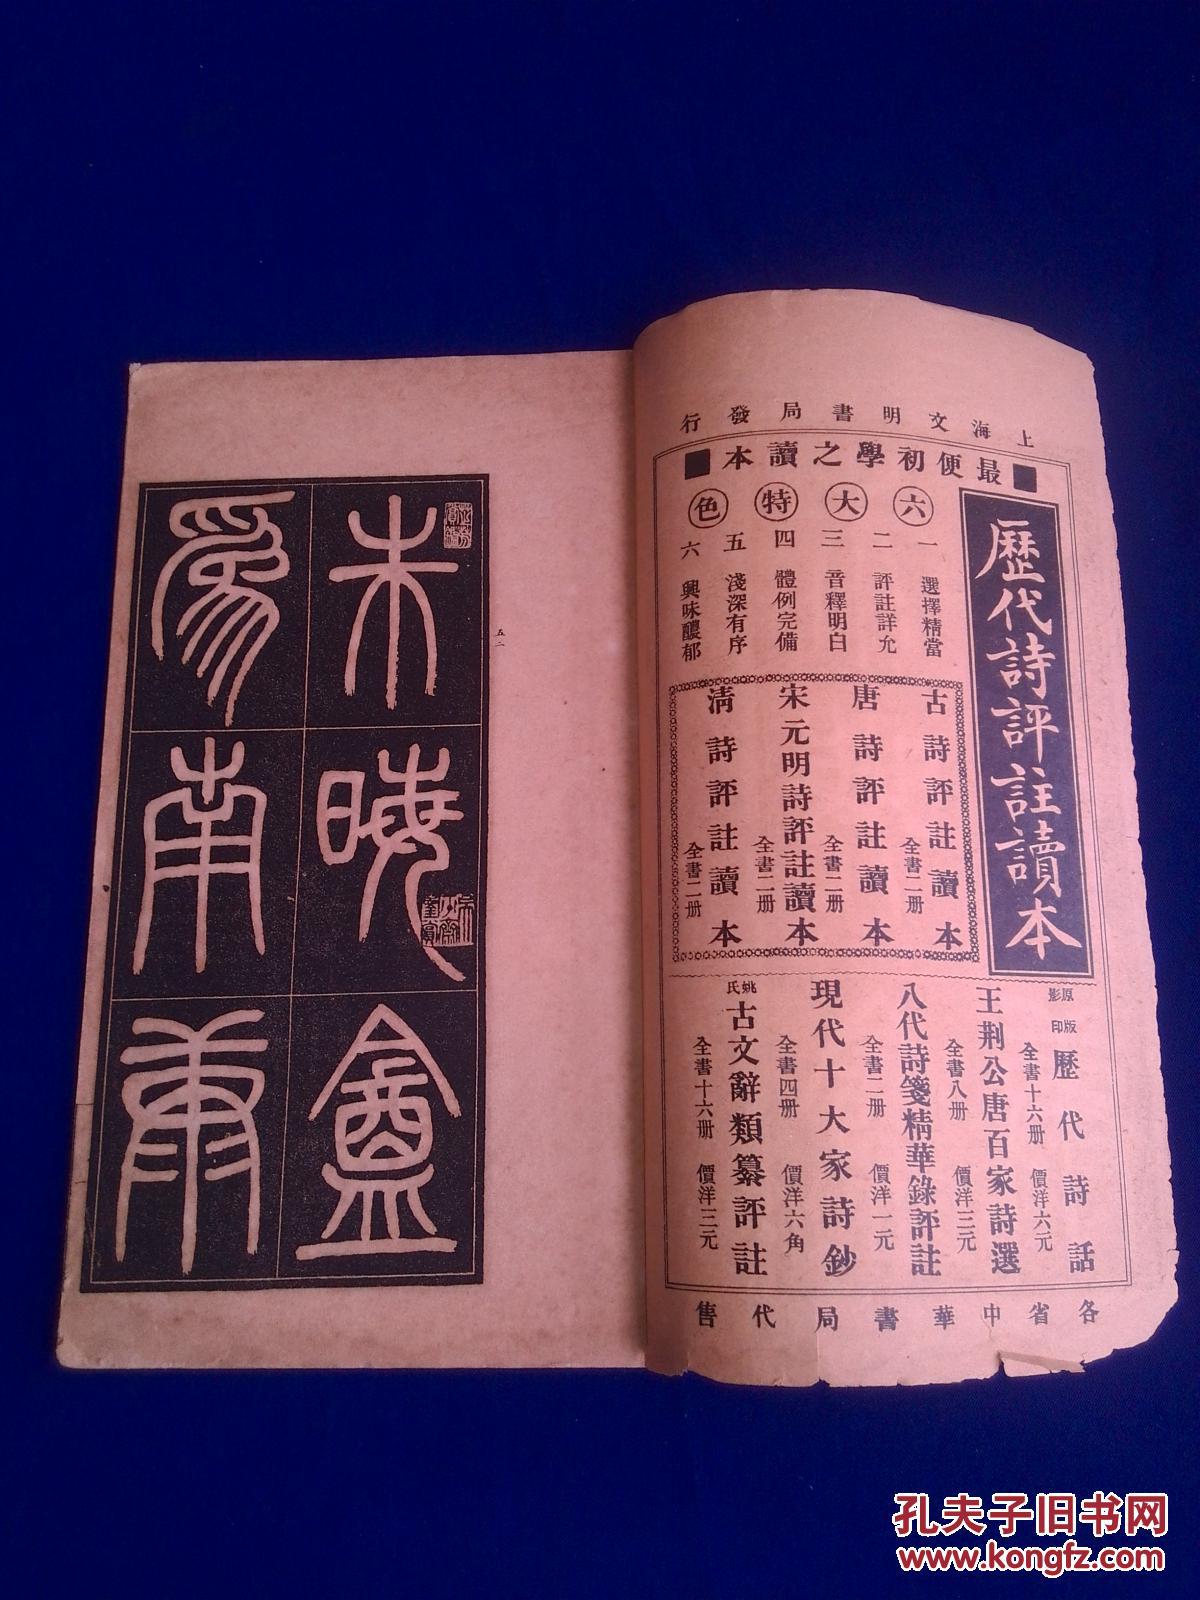 上海文明書局發行
最便初學之讀本
歷代詩評註讀本
六大特色
一 選擇精當
二 評註詳允
三 音釋明白
四 體例完備
五 淺深有序
六 興味醲郁
古詩評註讀本 全書二册
唐詩評註讀本 全書二册
宋元明詩評註讀本 全書二册
清詩評註讀本 全書二册
原版影印 歷代詩話 全書十六册 價洋六元
王荆公唐百家詩選 全書八册 價洋三元
八代詩箋精華錄評註 全書二册 價洋一元
現代十大家詩鈔 全書四册 價洋六角
姚氏古文辭類纂評註 全書十六册 價洋三元
各省中華書局代售
五二
孔夫子旧书网
www.kongfz.com